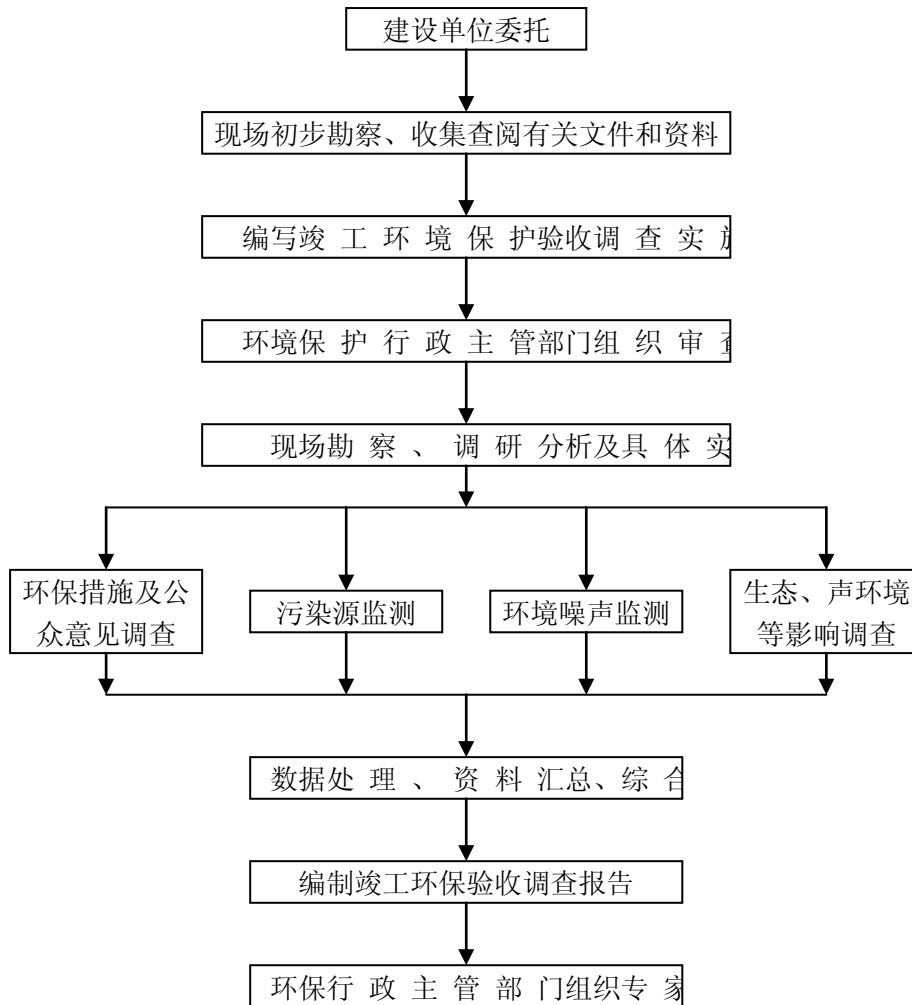 建设单位委托
现场初步勘察、收集查阅有关文件和资料
编写竣工环境保护验收调查实
环境保护行政主管部门组织审查
现场勘察、调研分析及具体实
环保措施及公
众意见调查
污染源监测
环境噪声监测
生态、声环境
等影响调查
数据处理、资料汇总、综合
编制竣工环保验收调查报告
环保行政主管部门组织专家